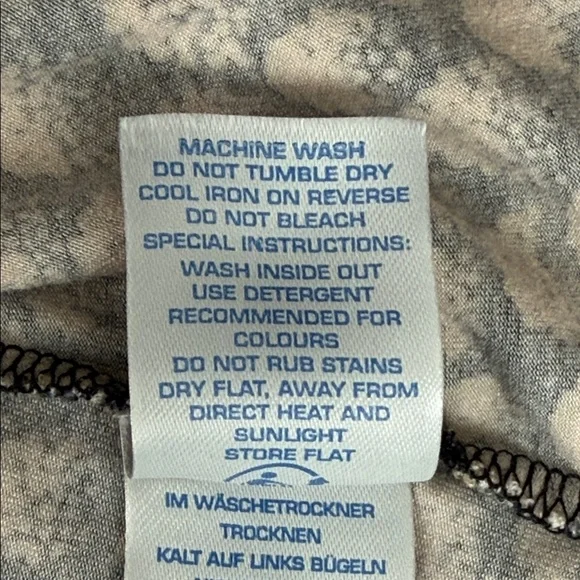 MACHINE WASH
DO NOT TUMBLE DRY
COOL IRON ON REVERSE
DO NOT BLEACH
SPECIAL INSTRUCTIONS:
WASH INSIDE OUT
USE DETERGENT
RECOMMENDED FOR
COLOURS
DO NOT RUB STAINS
DRY FLAT, AWAY FROM
DIRECT HEAT AND
SUNLIGHT
STORE FLAT
IM WÄSCHETROCKNER
TROCKNEN
KALT AUF LINKS BÜGELN